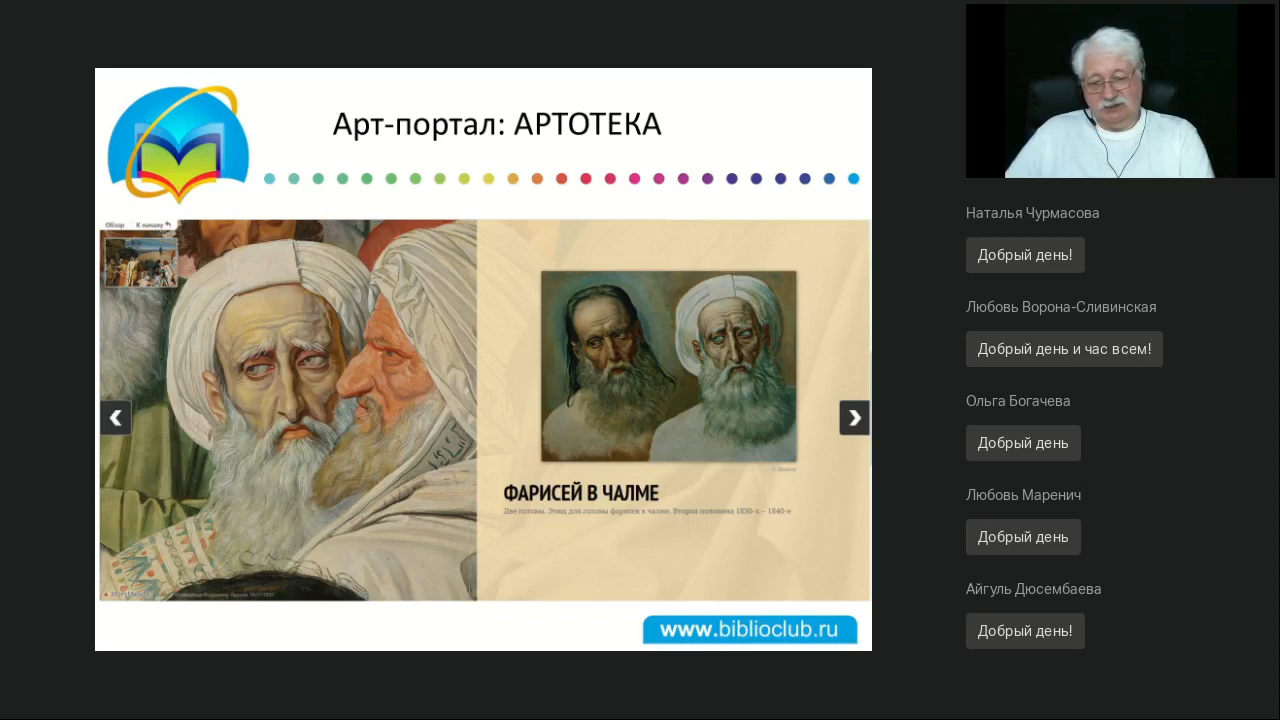 Арт-портал: АРТОТЕКА
Обзор К началу
ФАРИСЕЙ В ЧАЛМЕ
Две головы. Этюд для головы фарисея в чалме. Вторая половина 1830-х – 1840-е
www.biblioclub.ru
Наталья Чурмасова
Добрый день!
Любовь Ворона-Сливинская
Добрый день и час всем!
Ольга Богачева
Добрый день
Любовь Маренич
Добрый день
Айгуль Дюсембаева
Добрый день!